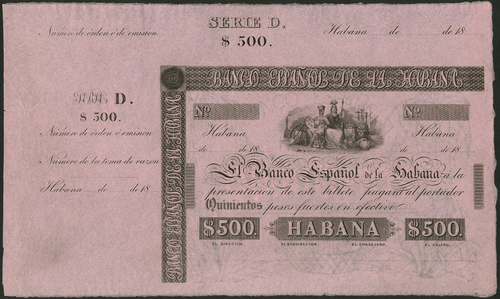 SERIE D.
Número de orden ó de emision
$ 500.
Habana de de 18
BANCO ESPAÑOL DE LA HABANA
SERIE D.
$ 500.
Número de orden ó emision
Número de la toma de razon
Habana de de 18
BANCO ESPAÑOL DE LA HABANA
Nº
Nº
Habana
de de 18
Habana
de de 18
El Banco Español de la Habana a la
presentacion de este billete pagará al portador
Quinientos pesos fuertes en efectivo.
$500. HABANA $500.
EL DIRECTOR. EL SUBDIRECTOR EL CONSEJERO. EL CAJERO.